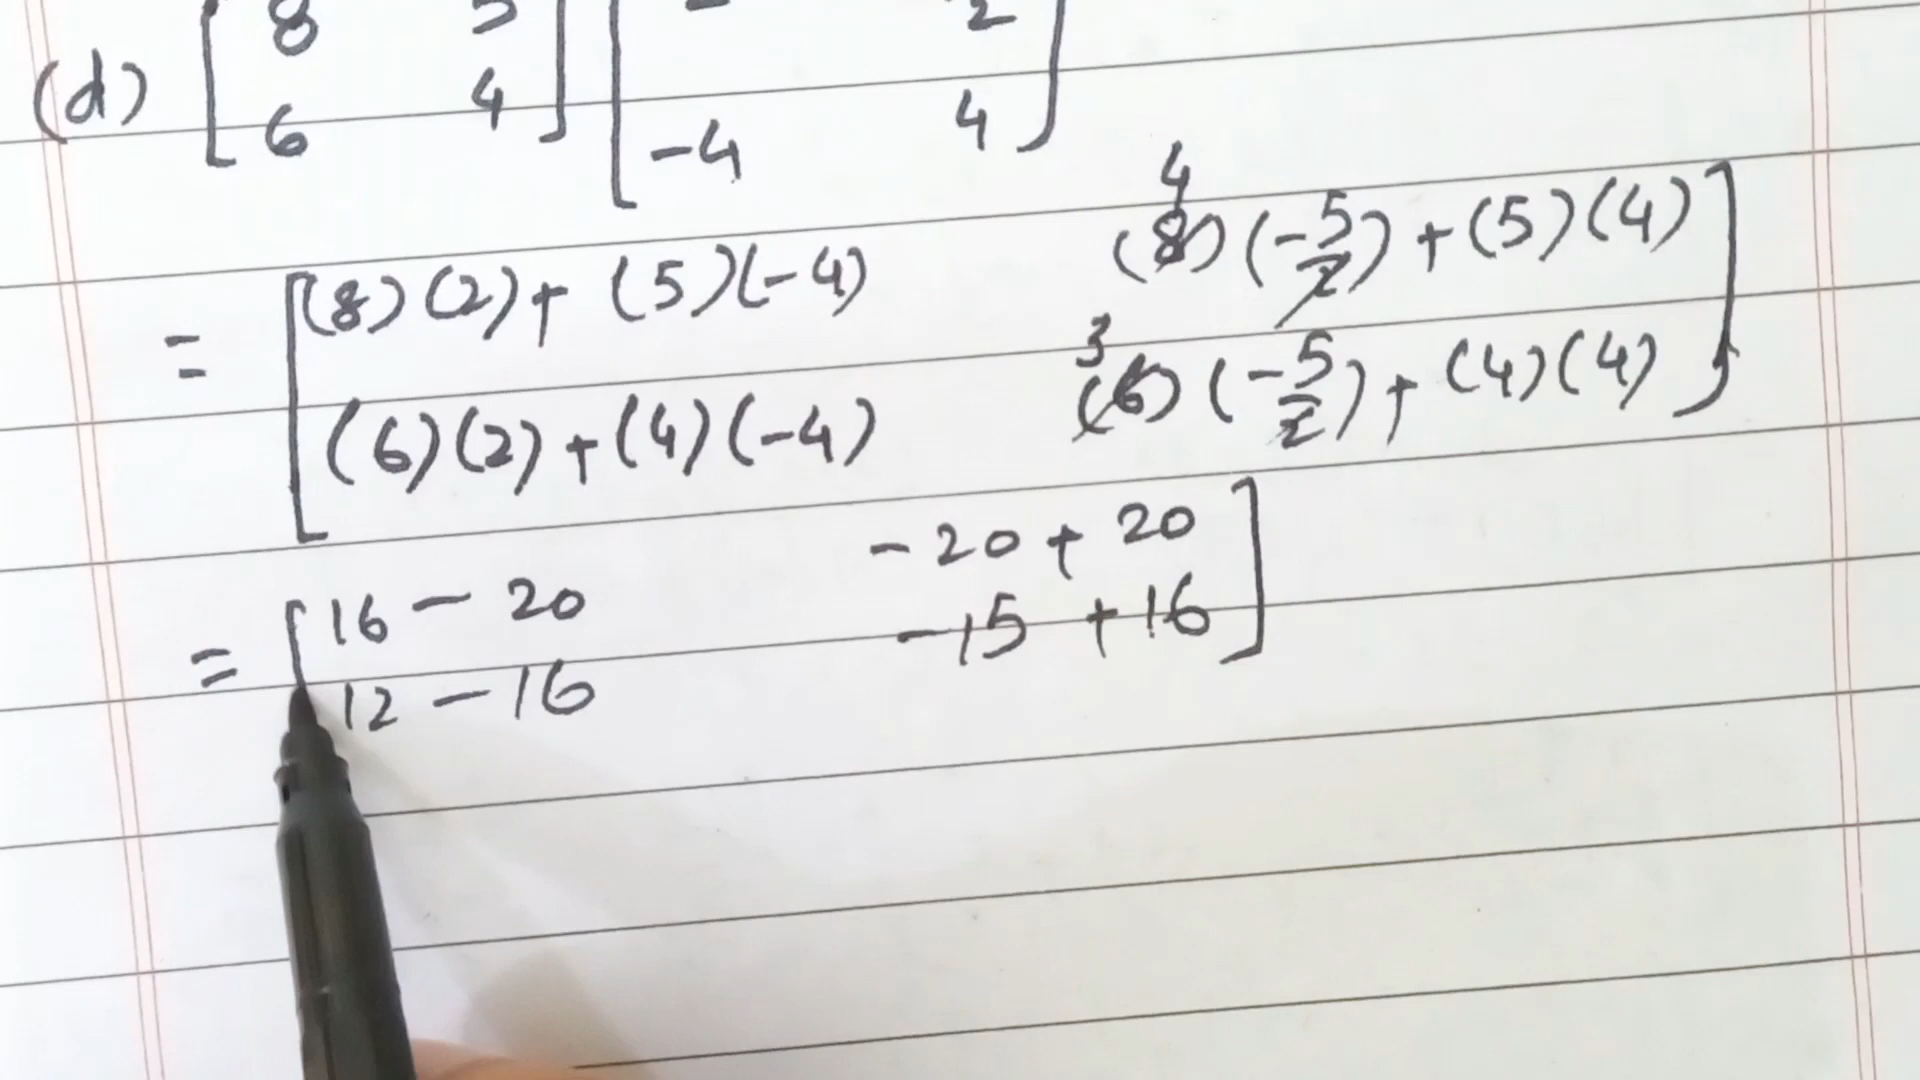 (d) [ 8 5 ] [ - 2 ]
6 4 -4 4
= [ (8)(2) + (5)(-4) (8)4(-5/2) + (5)(4) ]
(6)(2) + (4)(-4) (6)3(-5/2) + (4)(4)
= [ 16 - 20 -20 + 20 ]
12 - 16 -15 + 16